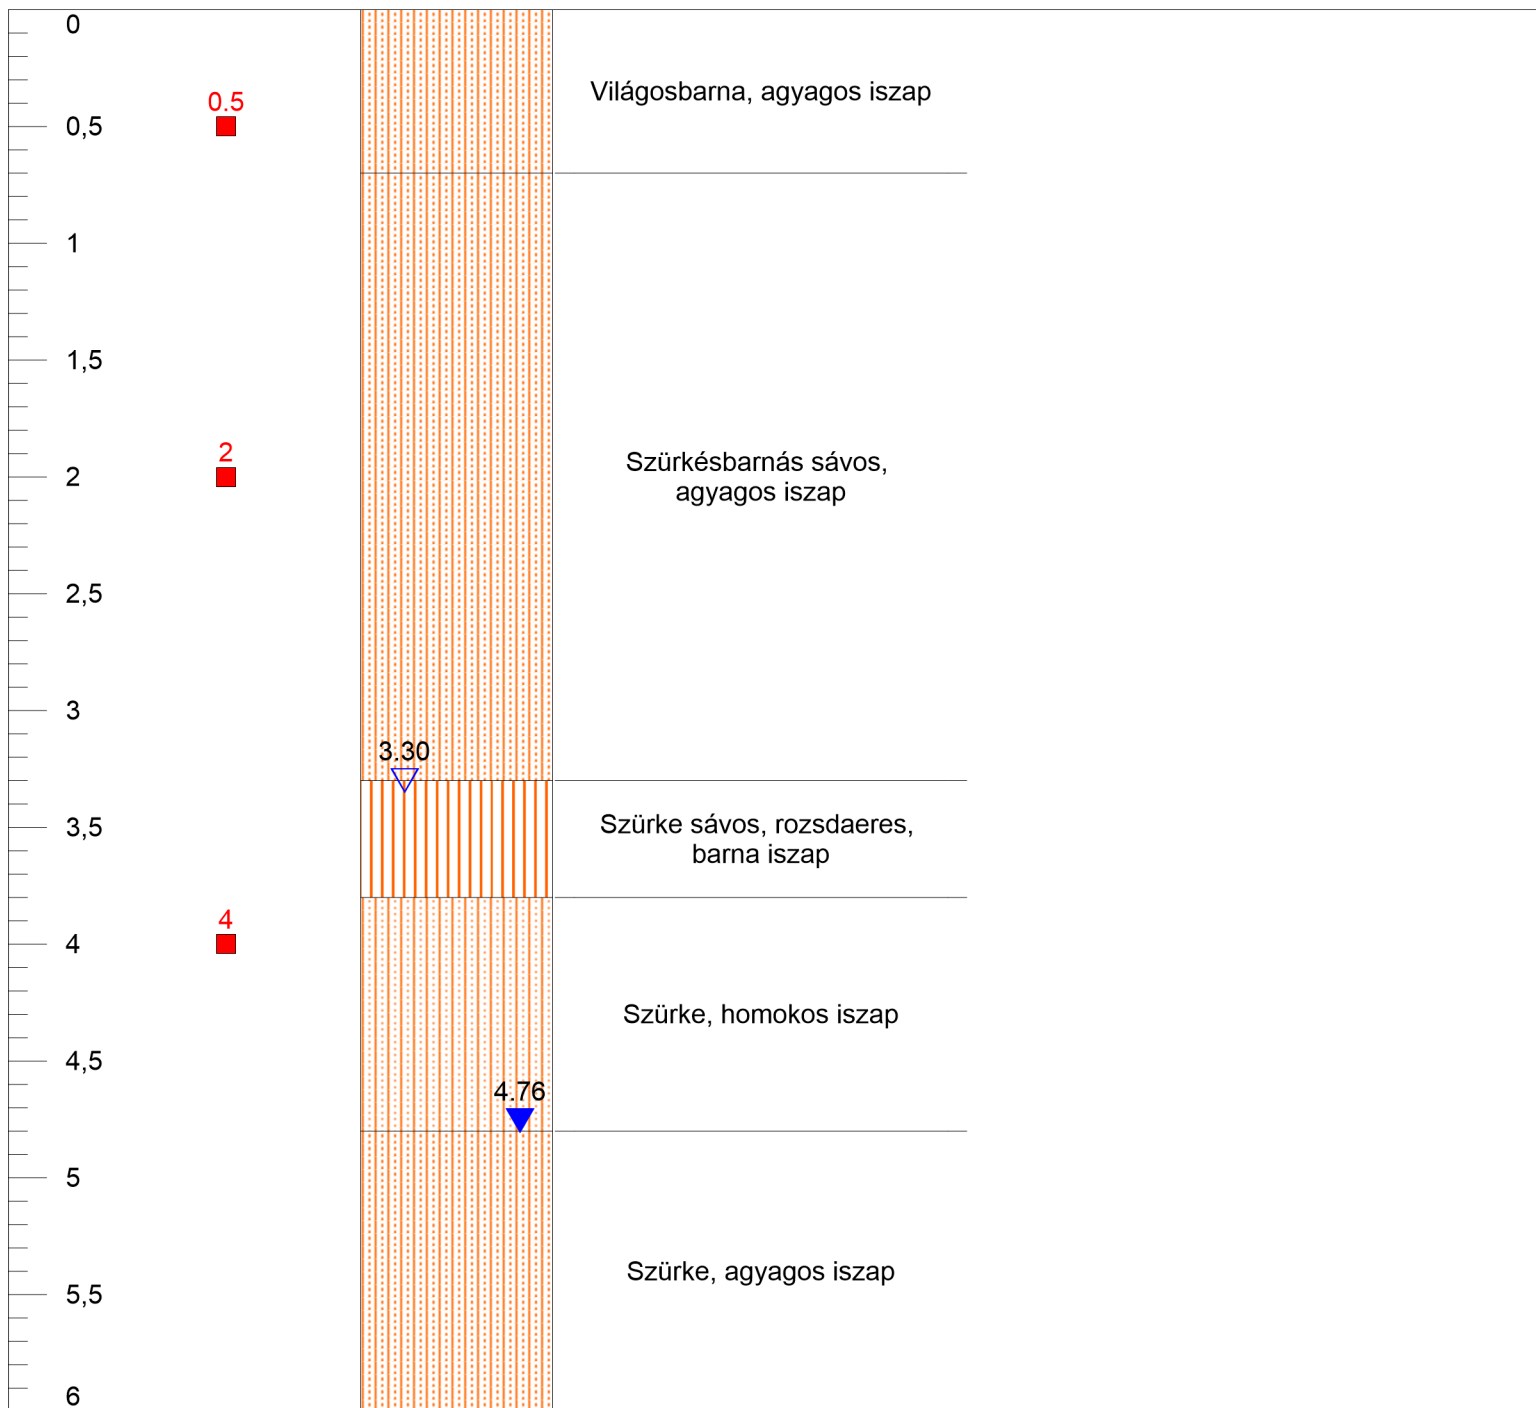 0
Világosbarna, agyagos iszap
0.5
0,5
1
1,5
2
2
Szürkésbarnás sávos,
agyagos iszap
2,5
3
3.30
3,5
Szürke sávos, rozsdaeres,
barna iszap
4
4
Szürke, homokos iszap
4,5
4.76
5
Szürke, agyagos iszap
5,5
6